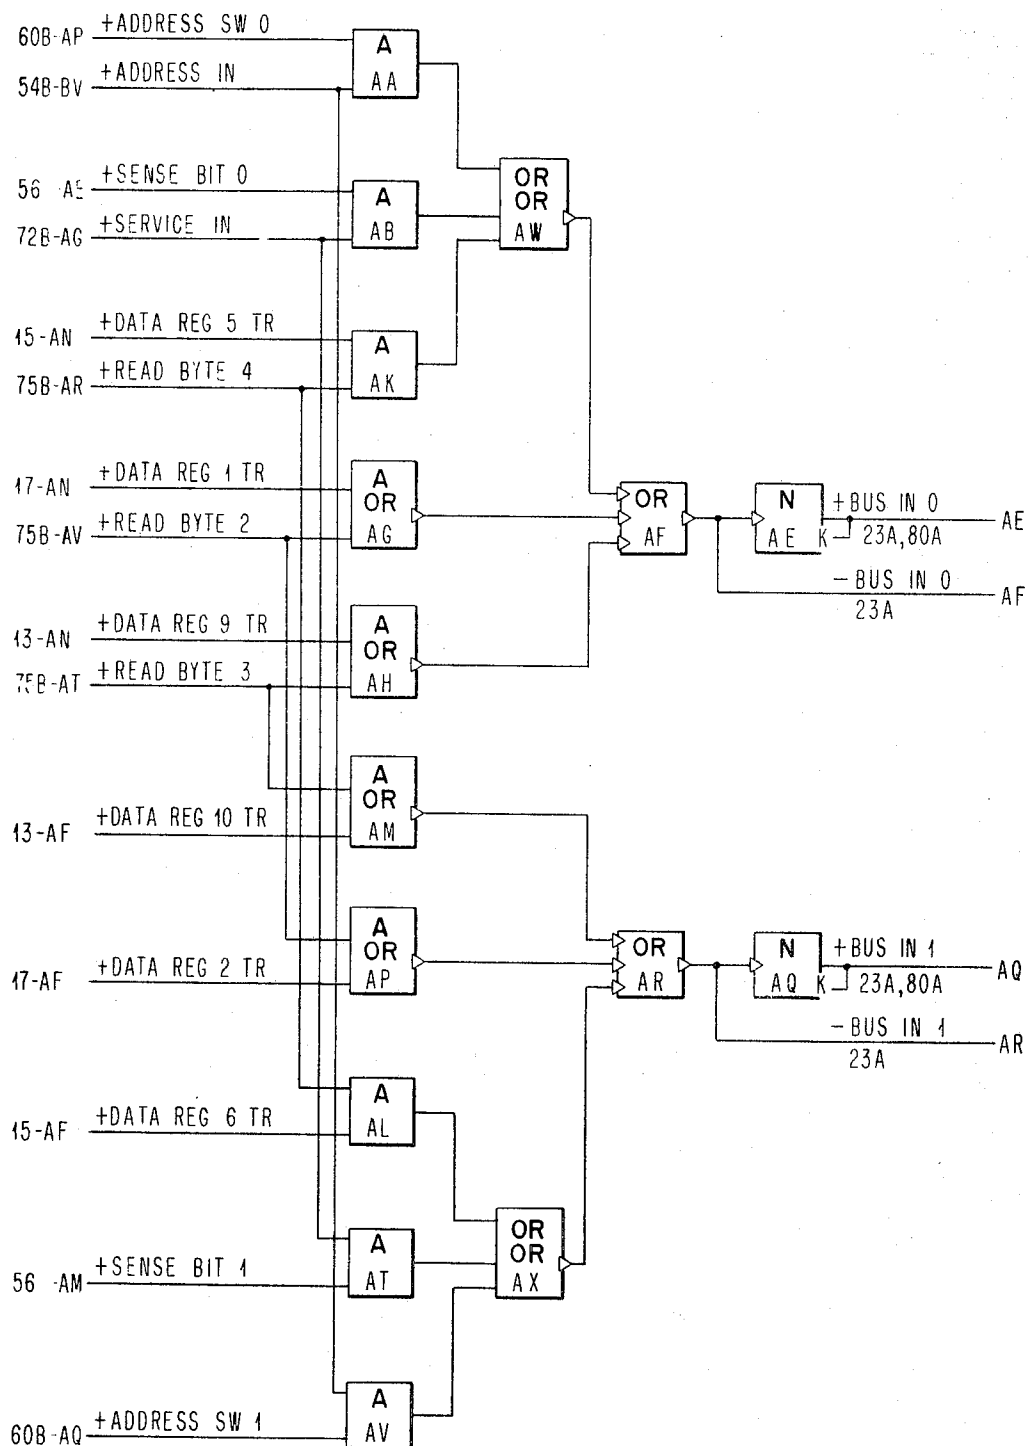 60B-AP +ADDRESS SW 0
A
AA
54B-BV +ADDRESS IN
56 AS +SENSE BIT 0
A
AB
72B-AG +SERVICE IN
OR
OR
AW
15-AN +DATA REG 5 TR
A
AK
75B-AR +READ BYTE 4
17-AN +DATA REG 1 TR
A
OR
AG
75B-AV +READ BYTE 2
OR
AF
N
AE K
+BUS IN 0
23A,80A
AE
-BUS IN 0
23A
AF
13-AN +DATA REG 9 TR
A
OR
AH
75B-AT +READ BYTE 3
A
OR
AM
13-AF +DATA REG 10 TR
A
OR
AP
17-AF +DATA REG 2 TR
OR
AR
N
AQ K
+BUS IN 1
23A,80A
AQ
-BUS IN 1
23A
AR
A
AL
15-AF +DATA REG 6 TR
A
AT
56 -AM +SENSE BIT 1
OR
OR
AX
A
AV
60B-AQ +ADDRESS SW 1